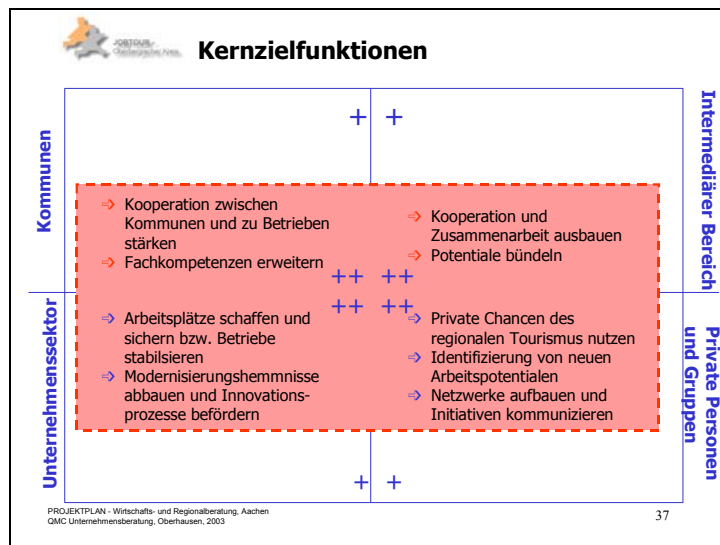 JOBTOUR-
Oberbergischer Kreis
Kernzielfunktionen
Kommunen
Intermediärer Bereich
+ +
Kooperation zwischen
Kommunen und zu Betrieben
stärken
Fachkompetenzen erweitern
Kooperation und
Zusammenarbeit ausbauen
Potentiale bündeln
++ ++
++ ++
Unternehmenssektor
Private Personen
und Gruppen
Arbeitsplätze schaffen und
sichern bzw. Betriebe
stabilsieren
Modernisierungshemmnisse
abbauen und Innovations-
prozesse befördern
Private Chancen des
regionalen Tourismus nutzen
Identifizierung von neuen
Arbeitspotentialen
Netzwerke aufbauen und
Initiativen kommunizieren
+ +
PROJEKTPLAN - Wirtschafts- und Regionalberatung, Aachen
QMC Unternehmensberatung, Oberhausen, 2003
37